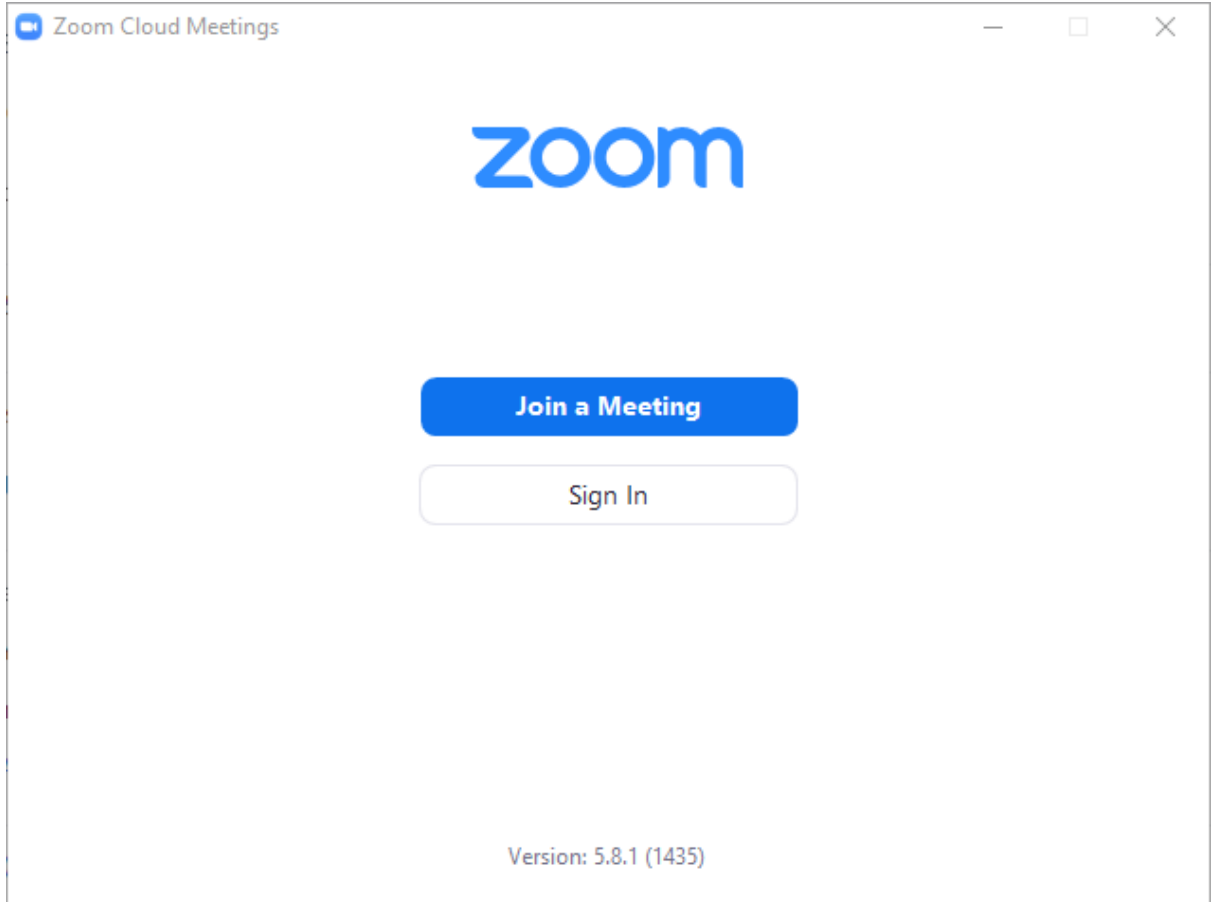 Zoom Cloud Meetings
zoom
Join a Meeting
Sign In
Version: 5.8.1 (1435)